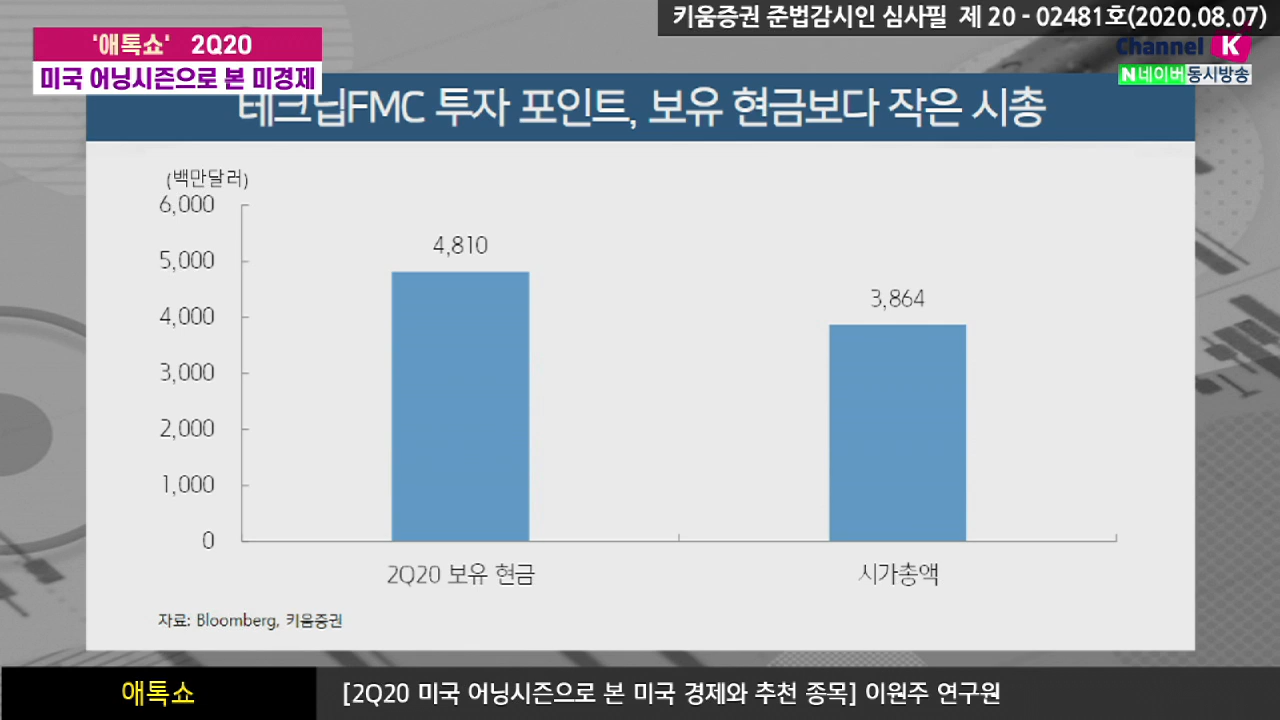 키움증권 준법감시인 심사필 제 20 - 02481호(2020.08.07)
'애톡쇼' 2Q20
미국 어닝시즌으로 본 미경제
Channel K
N 네이버 동시방송
테크닙FMC 투자 포인트, 보유 현금보다 작은 시총
(백만달러)
6,000
5,000
4,000
3,000
2,000
1,000
0
4,810
3,864
2Q20 보유 현금
시가총액
자료: Bloomberg, 키움증권
애톡쇼
[2Q20 미국 어닝시즌으로 본 미국 경제와 추천 종목] 이원주 연구원